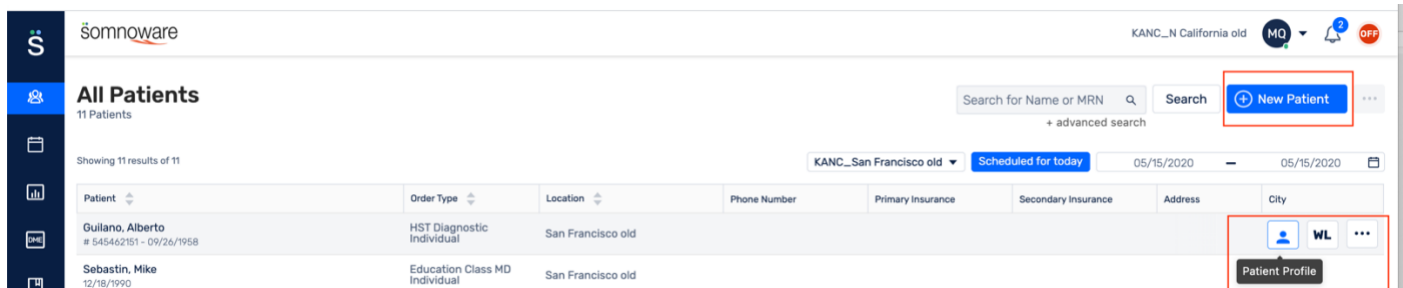 s̈
s̈omnoware
KANC_N California old
MQ
2
OFF
All Patients
11 Patients
Search for Name or MRN
Search
New Patient
...
+ advanced search
Showing 11 results of 11
KANC_San Francisco old
Scheduled for today
05/15/2020 – 05/15/2020
Patient Order Type Location Phone Number Primary Insurance Secondary Insurance Address City
Guilano, Alberto HST Diagnostic San Francisco old WL ...
# 545462151 - 09/26/1958 Individual
Patient Profile
Sebastin, Mike Education Class MD San Francisco old
12/18/1990 Individual
DME